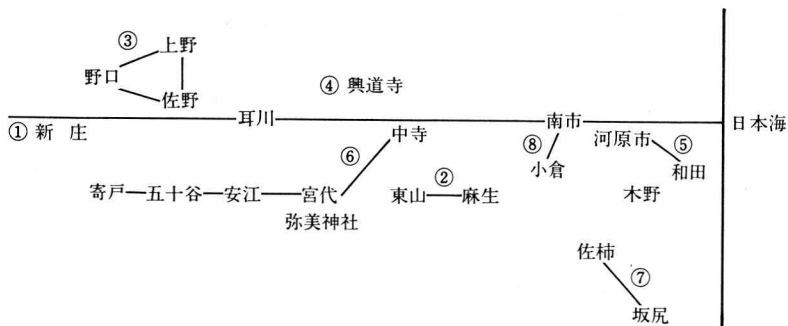 ③ 上野
野口
佐野
④ 興道寺
① 新庄
耳川
中寺
南市
河原市
日本海
⑥
⑧
⑤
小倉
和田
寄戸 五十谷 安江 宮代
弥美神社
② 
東山 麻生
木野
佐柿
⑦
坂尻